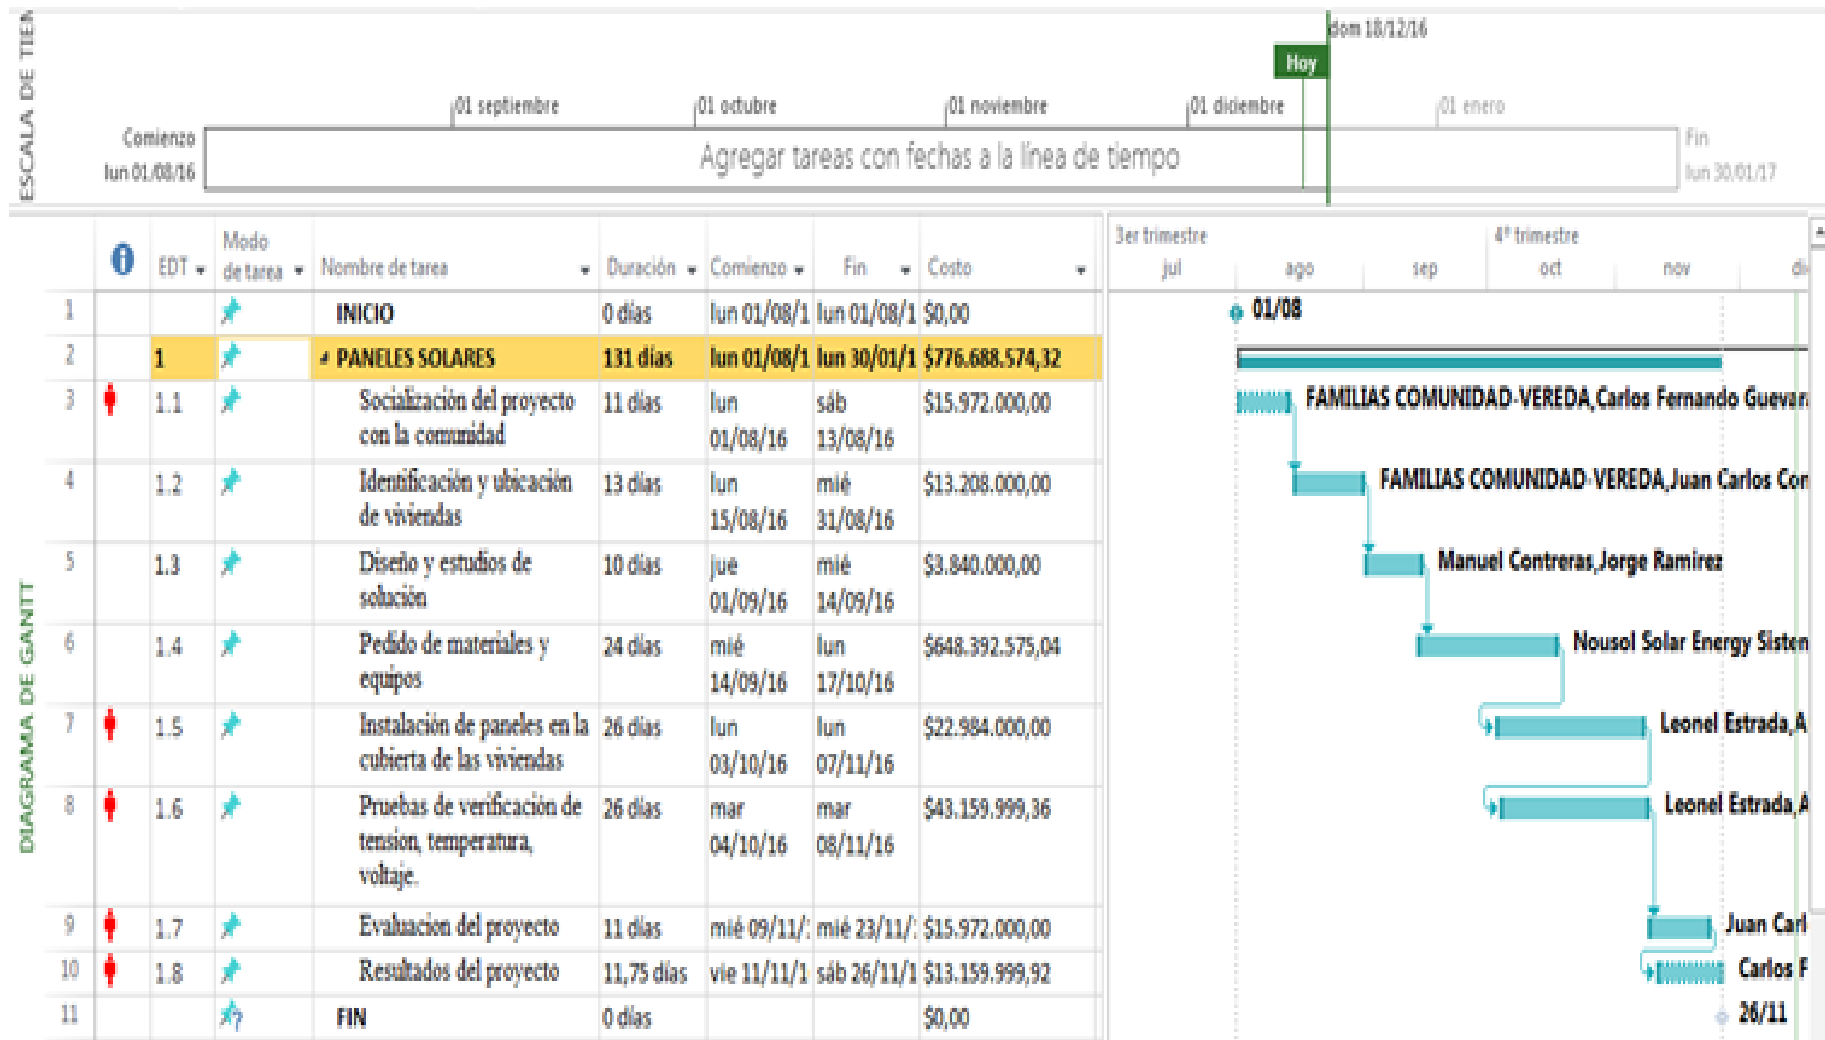 dom 18/12/16
Hoy
01 septiembre 01 octubre 01 noviembre 01 diciembre 01 enero
Comienzo
lun 01/08/16
Agregar tareas con fechas a la línea de tiempo
Fin
lun 30/01/17
ESCALA DE TIEM
DIAGRAMA DE GANTT
EDT Modo de tarea Nombre de tarea Duración Comienzo Fin Costo
3er trimestre 4º trimestre
jul ago sep oct nov di
1 INICIO 0 días lun 01/08/1 lun 01/08/1 $0,00 01/08
2 1 PANELES SOLARES 131 días lun 01/08/1 lun 30/01/1 $776.688.574,32
3 1.1 Socialización del proyecto 11 días lun sáb $15.972.000,00 FAMILIAS COMUNIDAD-VEREDA,Carlos Fernando Guevar
con la comunidad 01/08/16 13/08/16
4 1.2 Identificación y ubicación 13 días lun mié $13.208.000,00 FAMILIAS COMUNIDAD-VEREDA,Juan Carlos Con
de viviendas 15/08/16 31/08/16
5 1.3 Diseño y estudios de 10 días jue mié $3.840.000,00 Manuel Contreras,Jorge Ramirez
solución 01/09/16 14/09/16
6 1.4 Pedido de materiales y 24 días mié lun $648.392.575,04 Nousol Solar Energy Sisten
equipos 14/09/16 17/10/16
7 1.5 Instalación de paneles en la 26 días lun lun $22.984.000,00 Leonel Estrada,A
cubierta de las viviendas 03/10/16 07/11/16
8 1.6 Pruebas de verificación de 26 días mar mar $43.159.999,36 Leonel Estrada,A
tension, temperatura, 04/10/16 08/11/16
voltaje.
9 1.7 Evaluacion del proyecto 11 días mié 09/11/ mié 23/11/ $15.972.000,00 Juan Carl
10 1.8 Resultados del proyecto 11,75 días vie 11/11/1 sáb 26/11/1 $13.159.999,92 Carlos F
11 FIN 0 días $0,00 26/11